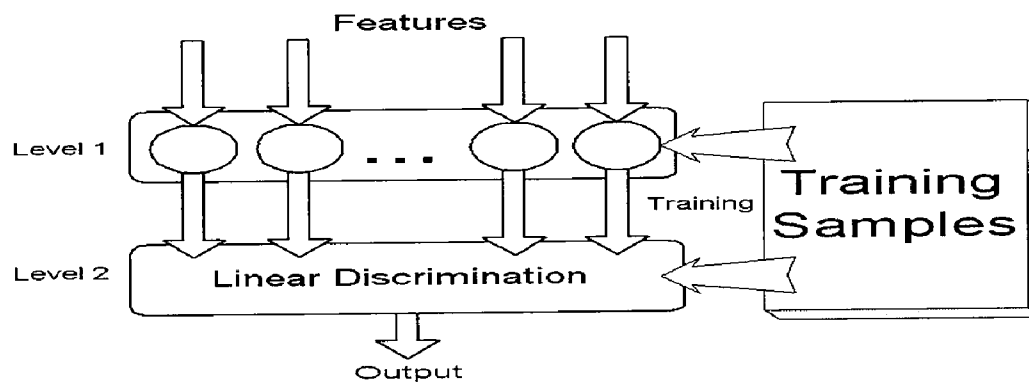 Features
Level 1
. . .
Training
Training
Samples
Level 2
Linear Discrimination
Output